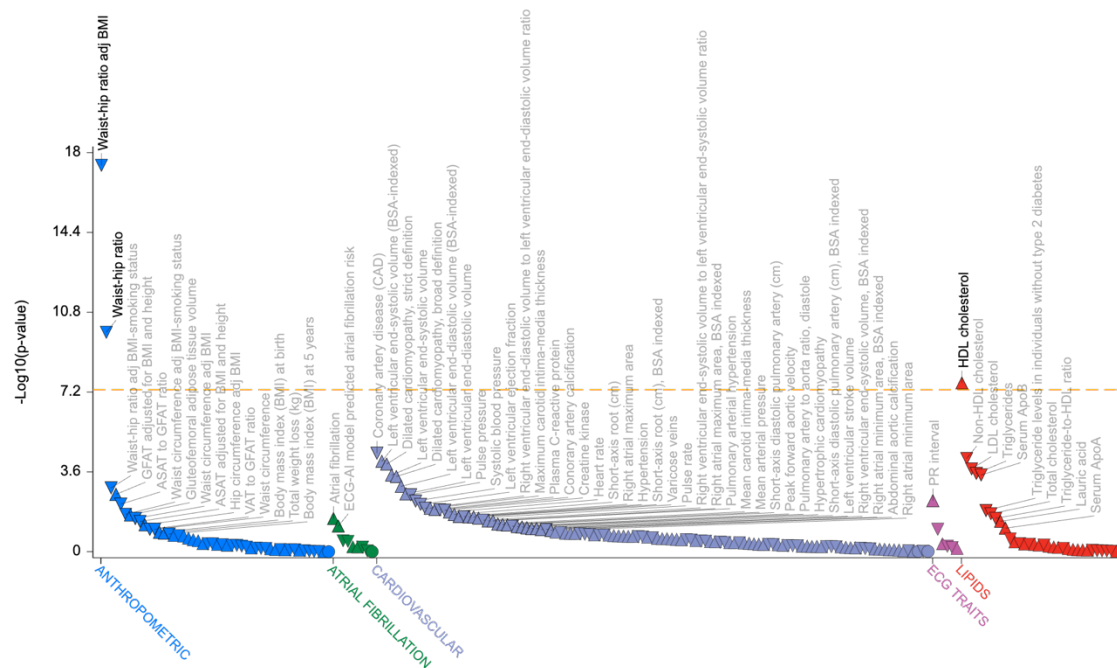 -Log10(p-value)
18
14.4
10.8
7.2
3.6
0
Waist-hip ratio adj BMI
Waist-hip ratio
Waist-hip ratio adj BMI-smoking status
GFAT adjusted for BMI and height
ASAT to GFAT ratio
Waist circumference adj BMI-smoking status
Gluteofemoral adipose tissue volume
Waist circumference adj BMI
ASAT adjusted for BMI and height
Hip circumference adj BMI
VAT to GFAT ratio
Waist circumference
Body mass index (BMI) at birth
Total weight loss (kg)
Body mass index (BMI) at 5 years
Atrial fibrillation
ECG-AI model predicted atrial fibrillation risk
Coronary artery disease (CAD)
Left ventricular end-systolic volume (BSA-indexed)
Dilated cardiomyopathy, strict definition
Left ventricular end-systolic volume
Dilated cardiomyopathy, broad definition
Left ventricular end-diastolic volume (BSA-indexed)
Left ventricular end-diastolic volume
Pulse pressure
Systolic blood pressure
Left ventricular ejection fraction
Right ventricular end-diastolic volume to left ventricular end-diastolic volume ratio
Maximum carotid intima-media thickness
Plasma C-reactive protein
Coronary artery calcification
Creatine kinase
Heart rate
Short-axis root (cm)
Right atrial maximum area
Hypertension
Short-axis root (cm), BSA indexed
Varicose veins
Pulse rate
Right ventricular end-systolic volume to left ventricular end-systolic volume ratio
Right atrial maximum area, BSA indexed
Pulmonary arterial hypertension
Mean carotid intima-media thickness
Mean arterial pressure
Short-axis diastolic pulmonary artery (cm)
Peak forward aortic velocity
Pulmonary artery to aorta ratio, diastole
Hypertrophic cardiomyopathy
Short-axis diastolic pulmonary artery (cm), BSA indexed
Left ventricular stroke volume
Right ventricular end-systolic volume, BSA indexed
Right atrial minimum area, BSA indexed
Abdominal aortic calcification
Right atrial minimum area
PR interval
HDL cholesterol
Non-HDL cholesterol
LDL cholesterol
Triglycerides
Serum ApoB
Triglyceride levels in individuals without type 2 diabetes
Total cholesterol
Triglyceride-to-HDL ratio
Lauric acid
Serum ApoA
ANTHROPOMETRIC
ATRIAL FIBRILLATION
CARDIOVASCULAR
ECG TRAITS
LIPIDS